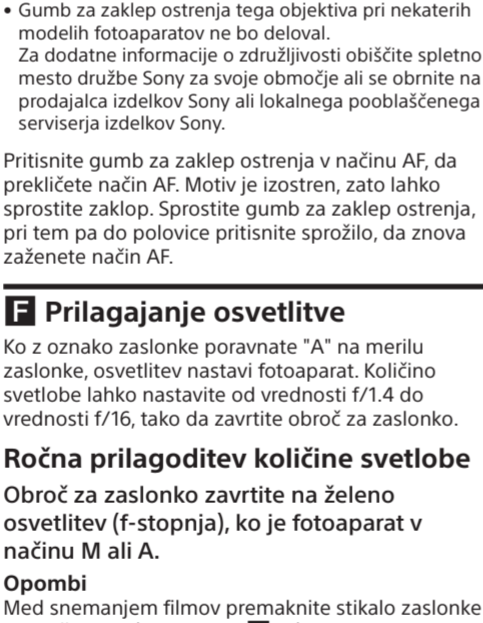 • Gumb za zaklep ostrenja tega objektiva pri nekaterih
modelih fotoaparatov ne bo deloval.
Za dodatne informacije o združljivosti obiščite spletno
mesto družbe Sony za svoje območje ali se obrnite na
prodajalca izdelkov Sony ali lokalnega pooblaščenega
serviserja izdelkov Sony.
Pritisnite gumb za zaklep ostrenja v načinu AF, da
prekličete način AF. Motiv je izostren, zato lahko
sprostite zaklop. Sprostite gumb za zaklep ostrenja,
pri tem pa do polovice pritisnite sprožilo, da znova
zaženete način AF.
F Prilagajanje osvetlitve
Ko z oznako zaslonke poravnate "A" na merilu
zaslonke, osvetlitev nastavi fotoaparat. Količino
svetlobe lahko nastavite od vrednosti f/1.4 do
vrednosti f/16, tako da zavrtite obroč za zaslonko.
Ročna prilagoditev količine svetlobe
Obroč za zaslonko zavrtite na želeno
osvetlitev (f-stopnja), ko je fotoaparat v
načinu M ali A.
Opombi
Med snemanjem filmov premaknite stikalo zaslonke